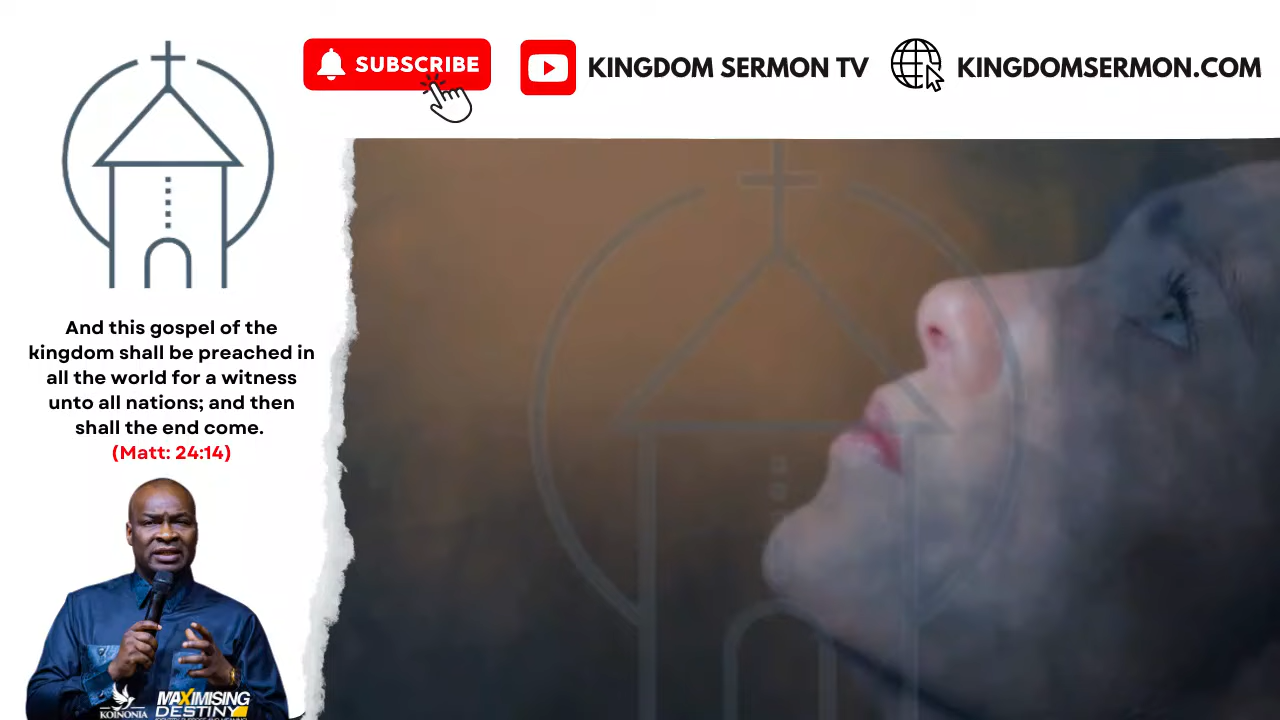 SUBSCRIBE
KINGDOM SERMON TV
KINGDOMSERMON.COM
And this gospel of the
kingdom shall be preached in
all the world for a witness
unto all nations; and then
shall the end come.
(Matt: 24:14)
KOINONIA
MAXIMISING
DESTINY